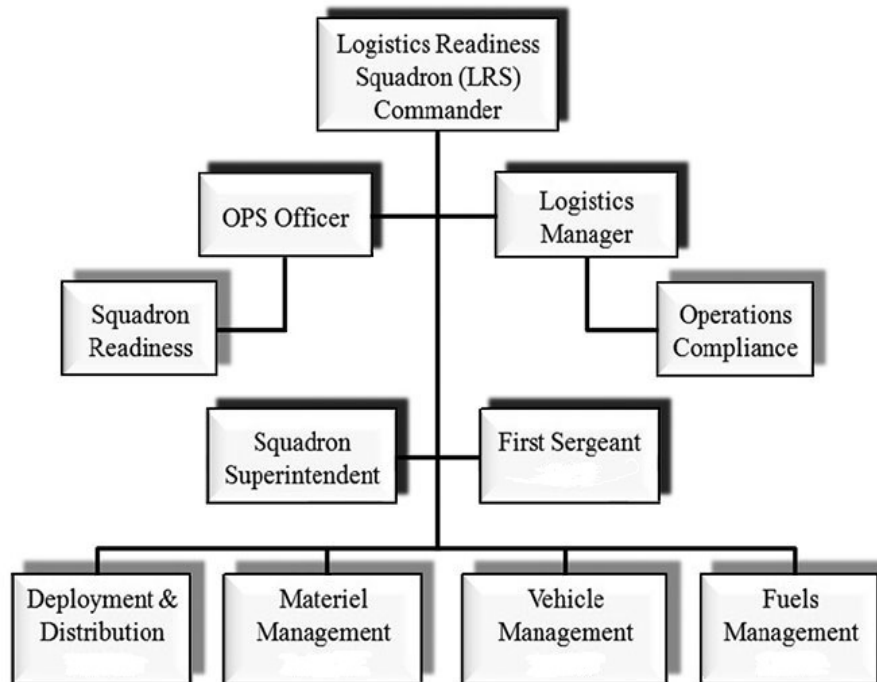 Logistics Readiness
Squadron (LRS)
Commander
OPS Officer
Logistics
Manager
Squadron
Readiness
Operations
Compliance
Squadron
Superintendent
First Sergeant
Deployment &
Distribution
Materiel
Management
Vehicle
Management
Fuels
Management